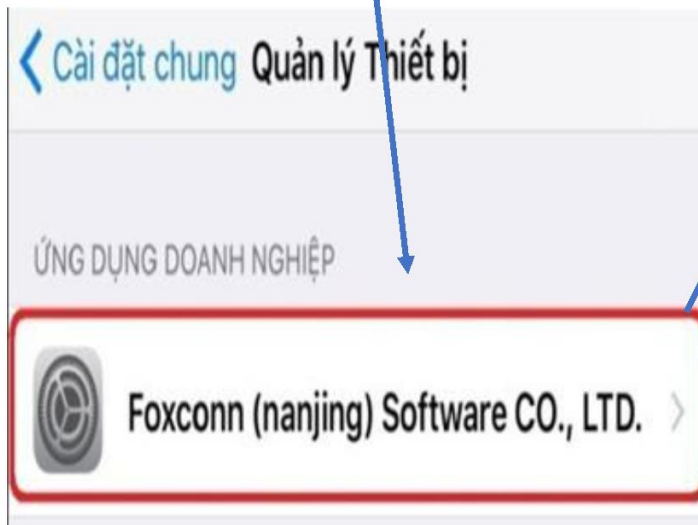 Cài đặt chung Quản lý Thiết bị
ỨNG DỤNG DOANH NGHIỆP
Foxconn (nanjing) Software CO., LTD.